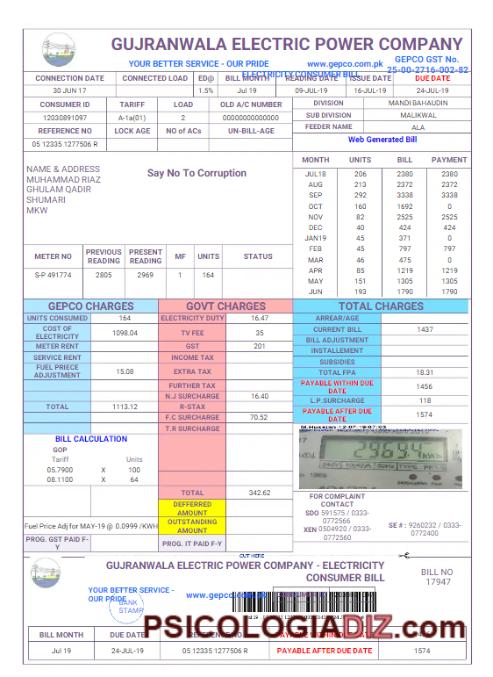 GUJRANWALA ELECTRIC POWER COMPANY
YOUR BETTER SERVICE - OUR PRIDE
www.gepco.com.pk
GEPCO GST No.
25-00-2716-002-82
ELECTRICITY CONSUMER BILL
CONNECTION DATE CONNECTED LOAD ED@ BILL MONTH READING DATE ISSUE DATE DUE DATE
30 JUN 17 1.5% Jul 19 09-JUL-19 16-JUL-19 24-JUL-19
CONSUMER ID TARIFF LOAD OLD A/C NUMBER DIVISION MANDI BAHAUDIN
12030891097 A-1a(01) 2 00000000000000 SUB DIVISION MALIKWAL
REFERENCE NO LOCK AGE NO of ACs UN-BILL-AGE FEEDER NAME ALA
05 12335 1277506 R
Web Generated Bill
NAME & ADDRESS
MUHAMMAD RIAZ
GHULAM QADIR
SHUMARI
MKW
Say No To Corruption
MONTH UNITS BILL PAYMENT
JUL18 206 2380 2380
AUG 213 2372 2372
SEP 292 3338 3338
OCT 160 1692 0
NOV 82 2525 2525
DEC 40 424 424
JAN19 45 371 0
FEB 45 797 797
MAR 46 475 0
APR 85 1219 1219
MAY 151 1305 1305
JUN 193 1790 1790
METER NO PREVIOUS READING PRESENT READING MF UNITS STATUS
S-P 491774 2805 2969 1 164
GEPCO CHARGES GOVT CHARGES TOTAL CHARGES
UNITS CONSUMED 164 ELECTRICITY DUTY 16.47 ARREAR/AGE
COST OF ELECTRICITY 1098.04 TV FEE 35 CURRENT BILL 1437
METER RENT GST 201 BILL ADJUSTMENT
SERVICE RENT INCOME TAX INSTALLEMENT
FUEL PRIECE ADJUSTMENT 15.08 EXTRA TAX SUBSIDIES
TOTAL FPA 18.31
FURTHER TAX PAYABLE WITHIN DUE DATE 1456
N.J SURCHARGE 16.40 L.P.SURCHARGE 118
TOTAL 1113.12 R-STAX PAYABLE AFTER DUE DATE 1574
F.C SURCHARGE 70.52
T.R SURCHARGE
BILL CALCULATION
GOP
Tariff Units
05.7900 X 100
08.1100 X 64
2969.4 kWh
TOTAL 342.62
DEFFERRED AMOUNT
Fuel Price Adj for MAY-19 @ 0.0999 /KWH OUTSTANDING AMOUNT
PROG. GST PAID F-Y PROG. IT PAID F-Y
FOR COMPLAINT CONTACT
SDO 591575 / 0333-0772566
XEN 0504920 / 0333-0772560
SE # : 9260232 / 0333-0772400
CUT HERE
GUJRANWALA ELECTRIC POWER COMPANY - ELECTRICITY
CONSUMER BILL
BILL NO
17947
YOUR BETTER SERVICE - OUR PRIDE
www.gepco.com.pk
BANK STAMP
PSICOLOGIADIZ.com
BILL MONTH DUE DATE REFERENCE NO PAYABLE WITHIN DUE DATE
Jul 19 24-JUL-19 05 12335 1277506 R PAYABLE AFTER DUE DATE 1574